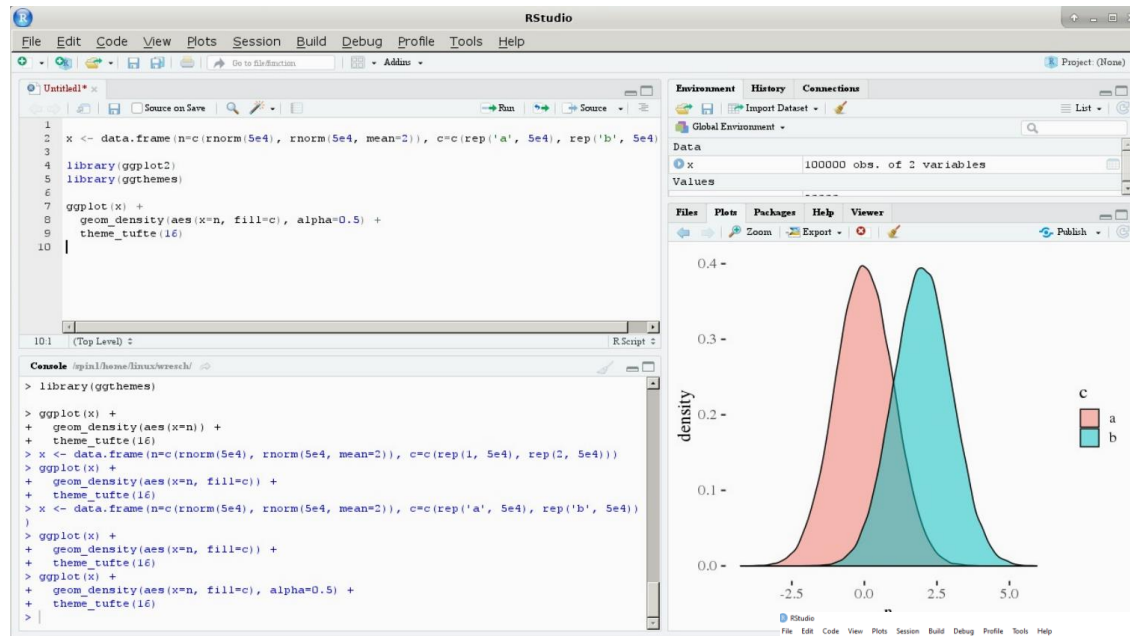 RStudio
File Edit Code View Plots Session Build Debug Profile Tools Help
Go to file/function Addins
Project: (None)
Untitled1*
Source on Save Run Source
1
2 x <- data.frame(n=c(rnorm(5e4), rnorm(5e4, mean=2)), c=c(rep('a', 5e4), rep('b', 5e4)
3
4 library(ggplot2)
5 library(ggthemes)
6
7 ggplot(x) +
8 geom_density(aes(x=n, fill=c), alpha=0.5) +
9 theme_tufte(16)
10
10:1 (Top Level) R Script
Console /spin1/home/linux/wresch/
> library(ggthemes)
> ggplot(x) +
+ geom_density(aes(x=n)) +
+ theme_tufte(16)
> x <- data.frame(n=c(rnorm(5e4), rnorm(5e4, mean=2)), c=c(rep(1, 5e4), rep(2, 5e4)))
> ggplot(x) +
+ geom_density(aes(x=n, fill=c)) +
+ theme_tufte(16)
> x <- data.frame(n=c(rnorm(5e4), rnorm(5e4, mean=2)), c=c(rep('a', 5e4), rep('b', 5e4))
)
> ggplot(x) +
+ geom_density(aes(x=n, fill=c)) +
+ theme_tufte(16)
> ggplot(x) +
+ geom_density(aes(x=n, fill=c), alpha=0.5) +
+ theme_tufte(16)
>
Environment History Connections
Import Dataset List
Global Environment
Data
x 100000 obs. of 2 variables
Values
Files Plots Packages Help Viewer
Zoom Export Publish
0.4
0.3
0.2
0.1
0.0
density
-2.5 0.0 2.5 5.0
c
a
b
RStudio
File Edit Code View Plots Session Build Debug Profile Tools Help